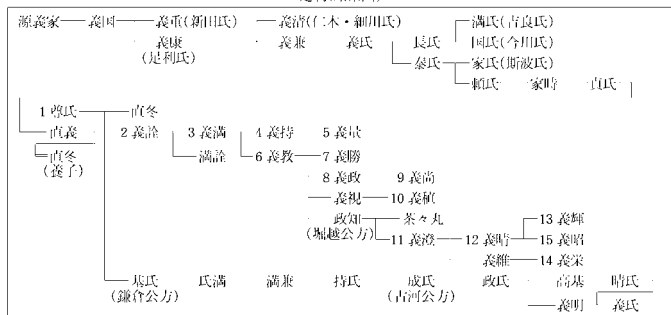 源義家 義国 義重(新田氏) 義清(仁木・細川氏) 満氏(吉良氏)
義康 義兼 義氏 長氏 国氏(今川氏)
(足利氏) 泰氏 家氏(斯波氏)
頼氏 家時 貞氏
1 尊氏 直冬
直義 2 義詮 3 義満 4 義持 5 義量
直冬 満詮 6 義教 7 義勝
(養子)
8 義政 9 義尚
義視 10 義稙
政知 茶々丸 13 義輝
(堀越公方) 11 義澄 12 義晴 15 義昭
義維 14 義栄
基氏 氏満 満兼 持氏 成氏 政氏 高基 晴氏
(鎌倉公方) (古河公方) 義明 義氏